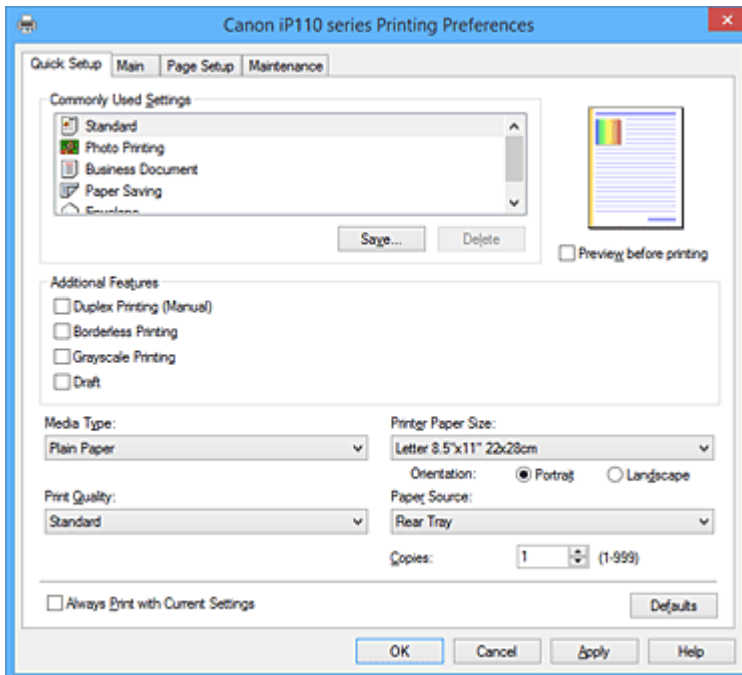 Canon iP110 series Printing Preferences
Quick Setup Main Page Setup Maintenance
Commonly Used Settings
Standard
Photo Printing
Business Document
Paper Saving
Envelope
Save... Delete
Preview before printing
Additional Features
Duplex Printing (Manual)
Borderless Printing
Grayscale Printing
Draft
Media Type: Printer Paper Size:
Plain Paper Letter 8.5"x11" 22x28cm
Orientation: Portrait Landscape
Print Quality: Paper Source:
Standard Rear Tray
Copies: 1 (1-999)
Always Print with Current Settings Defaults
OK Cancel Apply Help